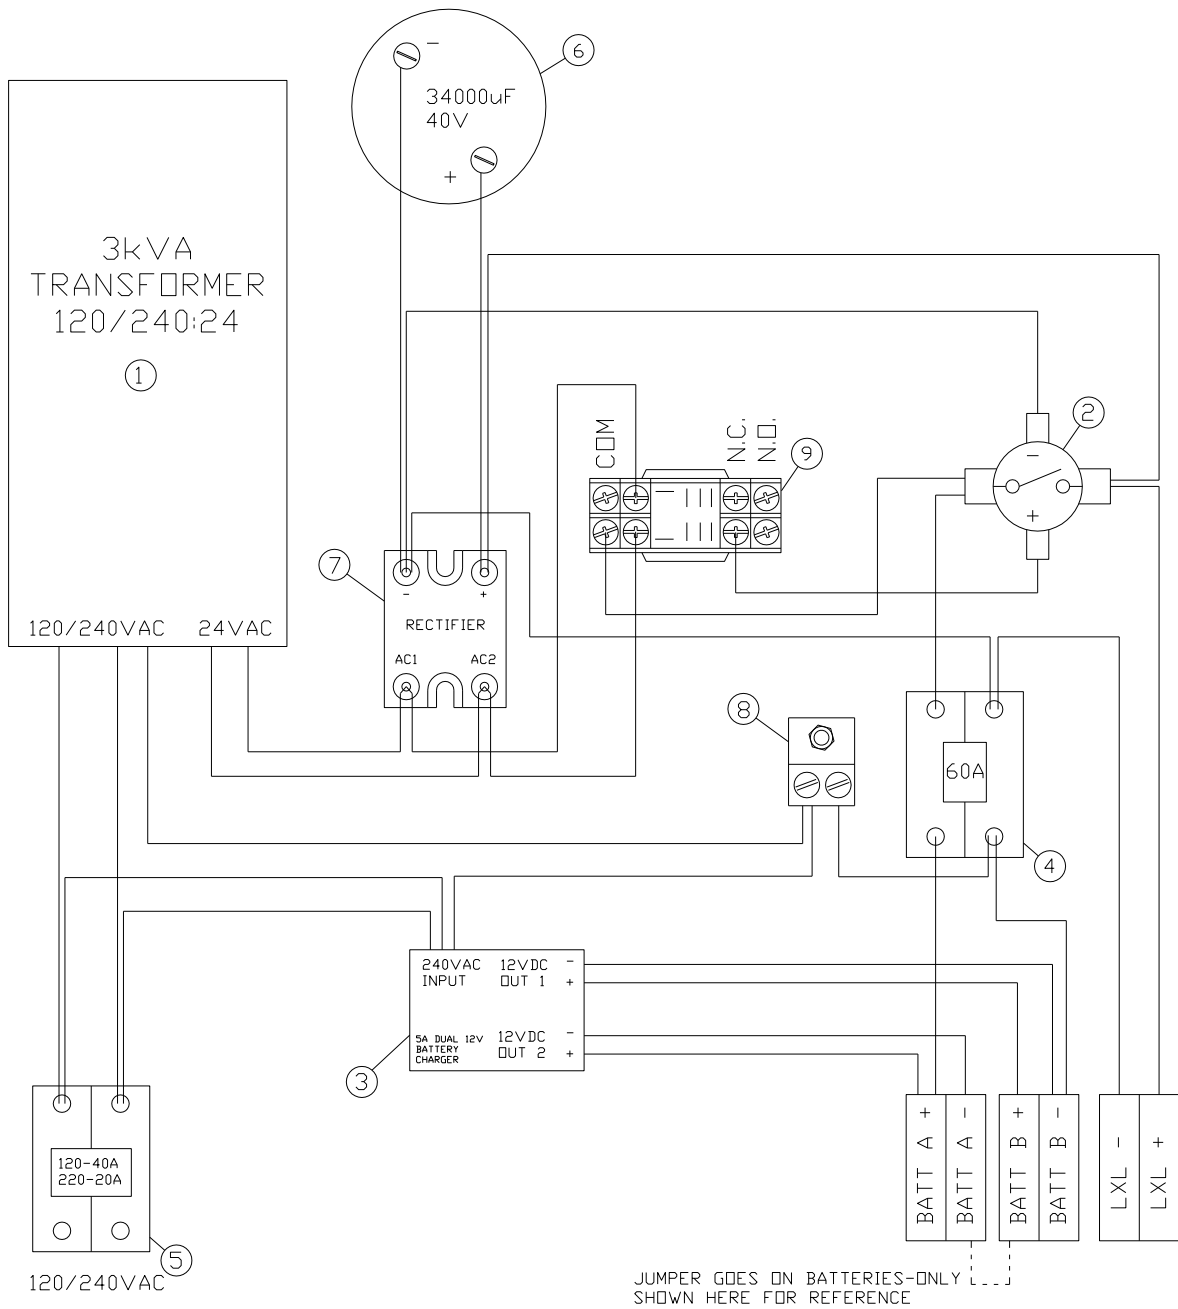 6
-
34000uF
40V
+
3kVA
TRANSFORMER
120/240:24
1
2
COM
N.C.
N.O.
9
-
+
7
-
+
RECTIFIER
120/240VAC
24VAC
AC1
AC2
8
60A
4
240VAC
INPUT
12VDC
OUT 1
-
+
5A DUAL 12V
BATTERY
CHARGER
12VDC
OUT 2
-
+
3
BATT A +
BATT A -
BATT B +
BATT B -
LXL -
LXL +
120-40A
220-20A
5
120/240VAC
JUMPER GOES ON BATTERIES-ONLY
SHOWN HERE FOR REFERENCE